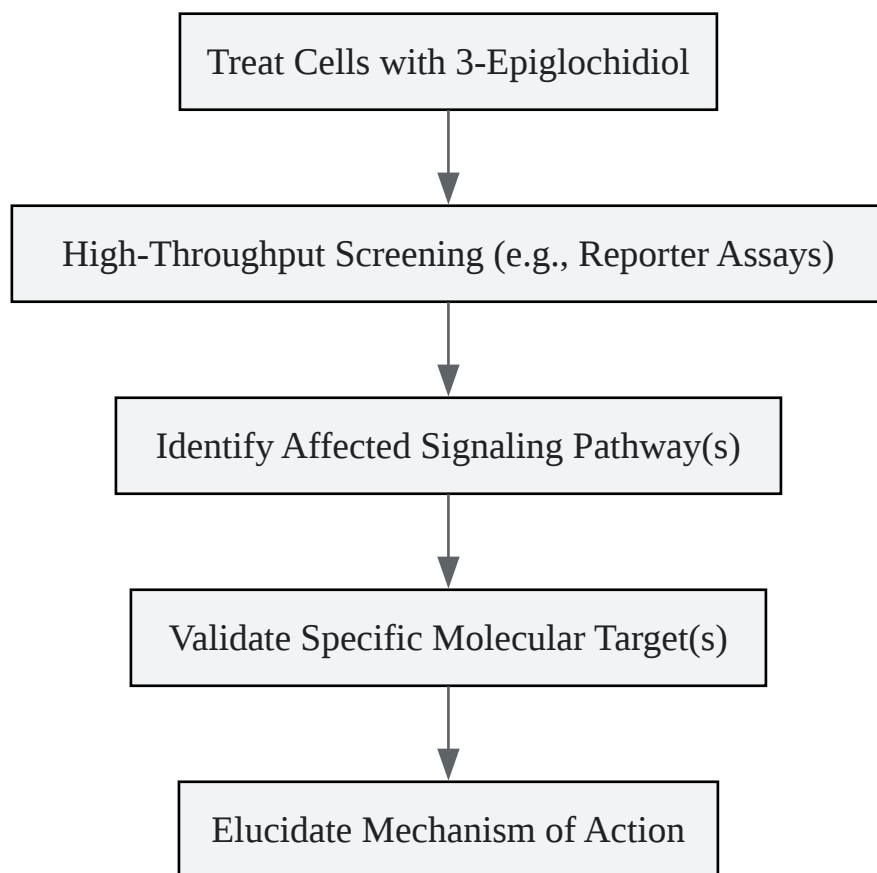 Treat Cells with 3-Epiglochidiol
High-Throughput Screening (e.g., Reporter Assays)
Identify Affected Signaling Pathway(s)
Validate Specific Molecular Target(s)
Elucidate Mechanism of Action